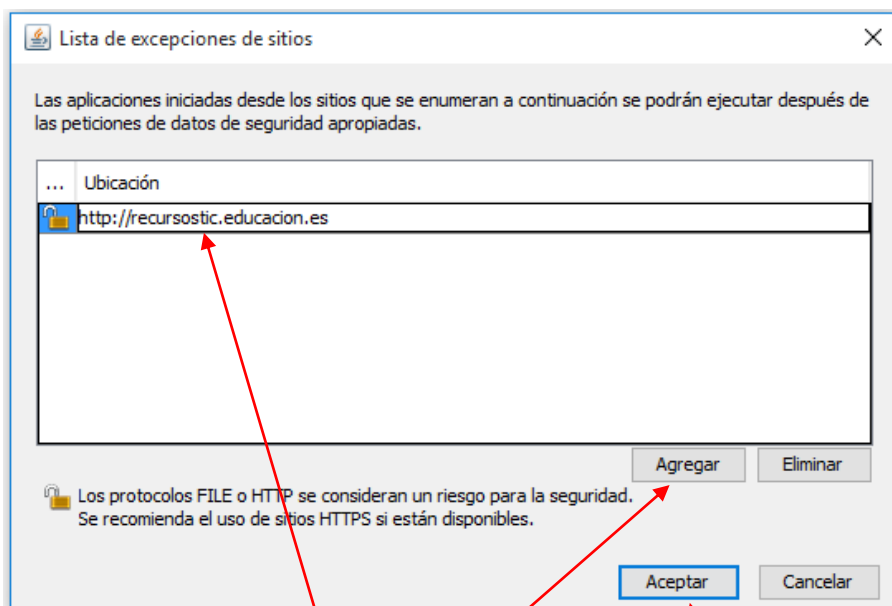 Lista de excepciones de sitios
Las aplicaciones iniciadas desde los sitios que se enumeran a continuación se podrán ejecutar después de
las peticiones de datos de seguridad apropiadas.
... Ubicación
http://recursostic.educacion.es
Agregar Eliminar
Los protocolos FILE o HTTP se consideran un riesgo para la seguridad.
Se recomienda el uso de sitios HTTPS si están disponibles.
Aceptar Cancelar